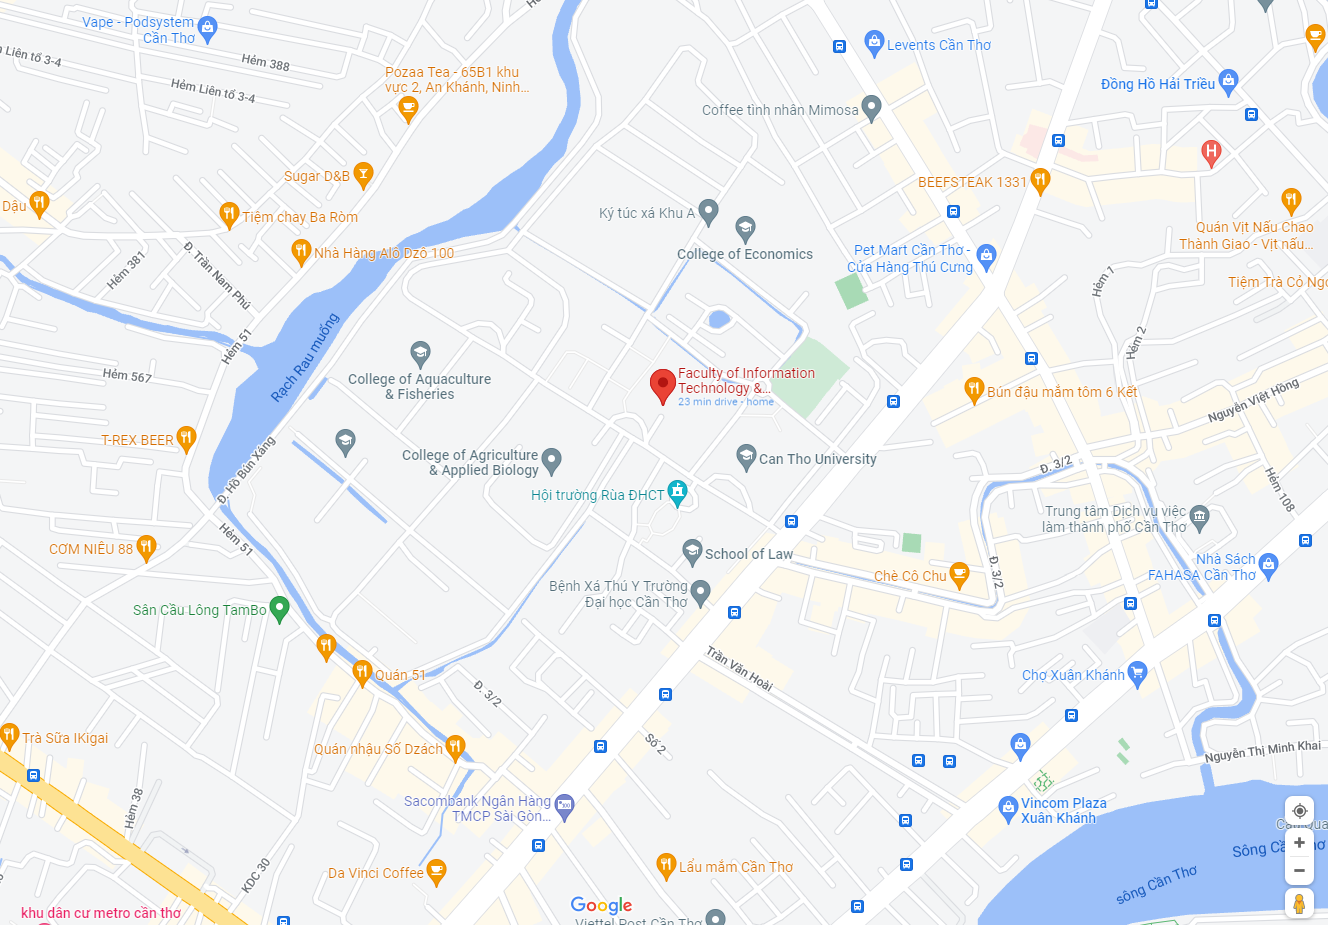 Vape - Podsystem
Cần Thơ
Levents Cần Thơ
n Liên tổ 3-4
Hẻm 388
Hẻm Liên tổ 3-4
Pozaa Tea - 65B1 khu
vực 2, An Khánh, Ninh...
Đồng Hồ Hải Triều
Coffee tình nhân Mimosa
H
Sugar D&B
BEEFSTEAK 1331
Dậu
Tiệm chay Ba Ròm
Ký túc xá Khu A
Quán Vịt Nấu Chao
Thành Giao - Vịt nấu...
Nhà Hàng Alô Dzô 100
College of Economics
Pet Mart Cần Thơ -
Cửa Hàng Thú Cưng
Hẻm 381
Đ. Trần Nam Phú
Hẻm 1
Tiệm Trà Cỏ Ngọ
Hẻm 51
Rạch Rau muống
Hẻm 2
Hẻm 567
College of Aquaculture
& Fisheries
Faculty of Information
Technology &...
23 min drive - home
Bún đậu mắm tôm 6 Kết
Nguyễn Việt Hồng
T-REX BEER
College of Agriculture
& Applied Biology
Can Tho University
Đ. 3/2
Đ. Hồ Bún Xáng
Hội trường Rùa ĐHCT
Hẻm 108
Trung tâm Dịch vụ việc
làm thành phố Cần Thơ
Hẻm 51
CƠM NIÊU 88
School of Law
Nhà Sách
FAHASA Cần Thơ
Đ. 3/2
Chè Cô Chu
Bệnh Xá Thú Y Trường
Đại học Cần Thơ
Sân Cầu Lông TamBo
Quán 51
Trần Văn Hoài
Chợ Xuân Khánh
Đ. 3/2
Trà Sữa IKigai
Quán nhậu Số Dzách
Số 2
Nguyễn Thị Minh Khai
Hẻm 38
Sacombank Ngân Hàng
TMCP Sài Gòn...
Vincom Plaza
Xuân Khánh
Sông Cần Thơ
KDC 30
Da Vinci Coffee
Lẩu mắm Cần Thơ
sông Cần Thơ
khu dân cư metro cần thơ
Google
Viettel Post Cần Thơ